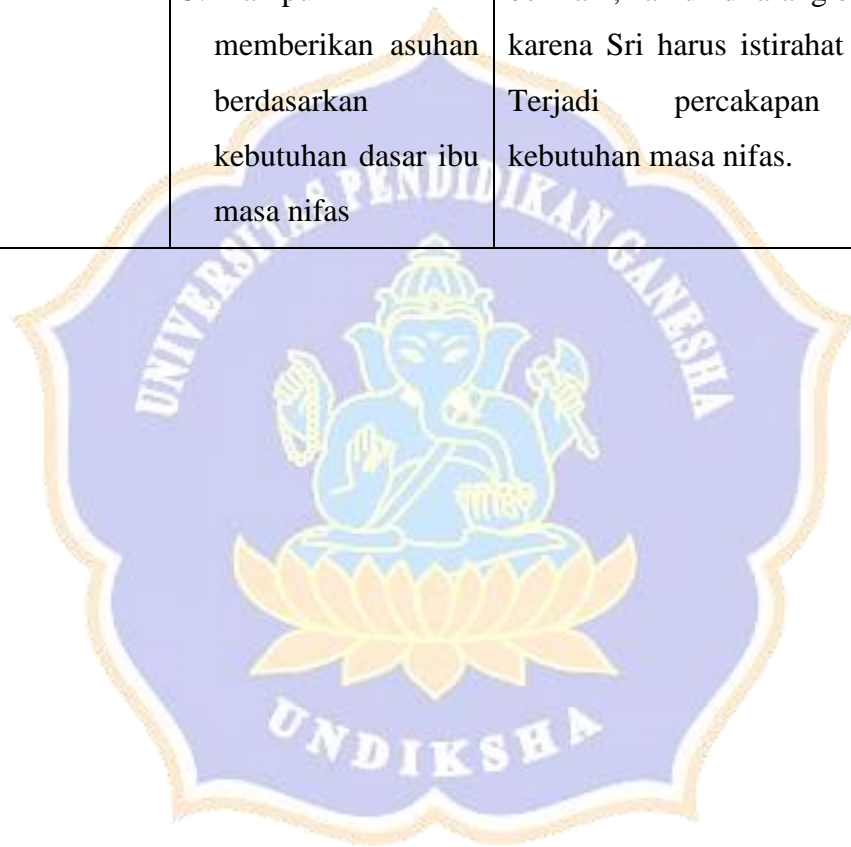 memberikan asuhan
berdasarkan
kebutuhan dasar ibu
masa nifas
karena Sri harus istirahat
Terjadi percakapan
kebutuhan masa nifas.
UNIVERSITAS PENDIDIKAN GANESHA
UNDIKSHA